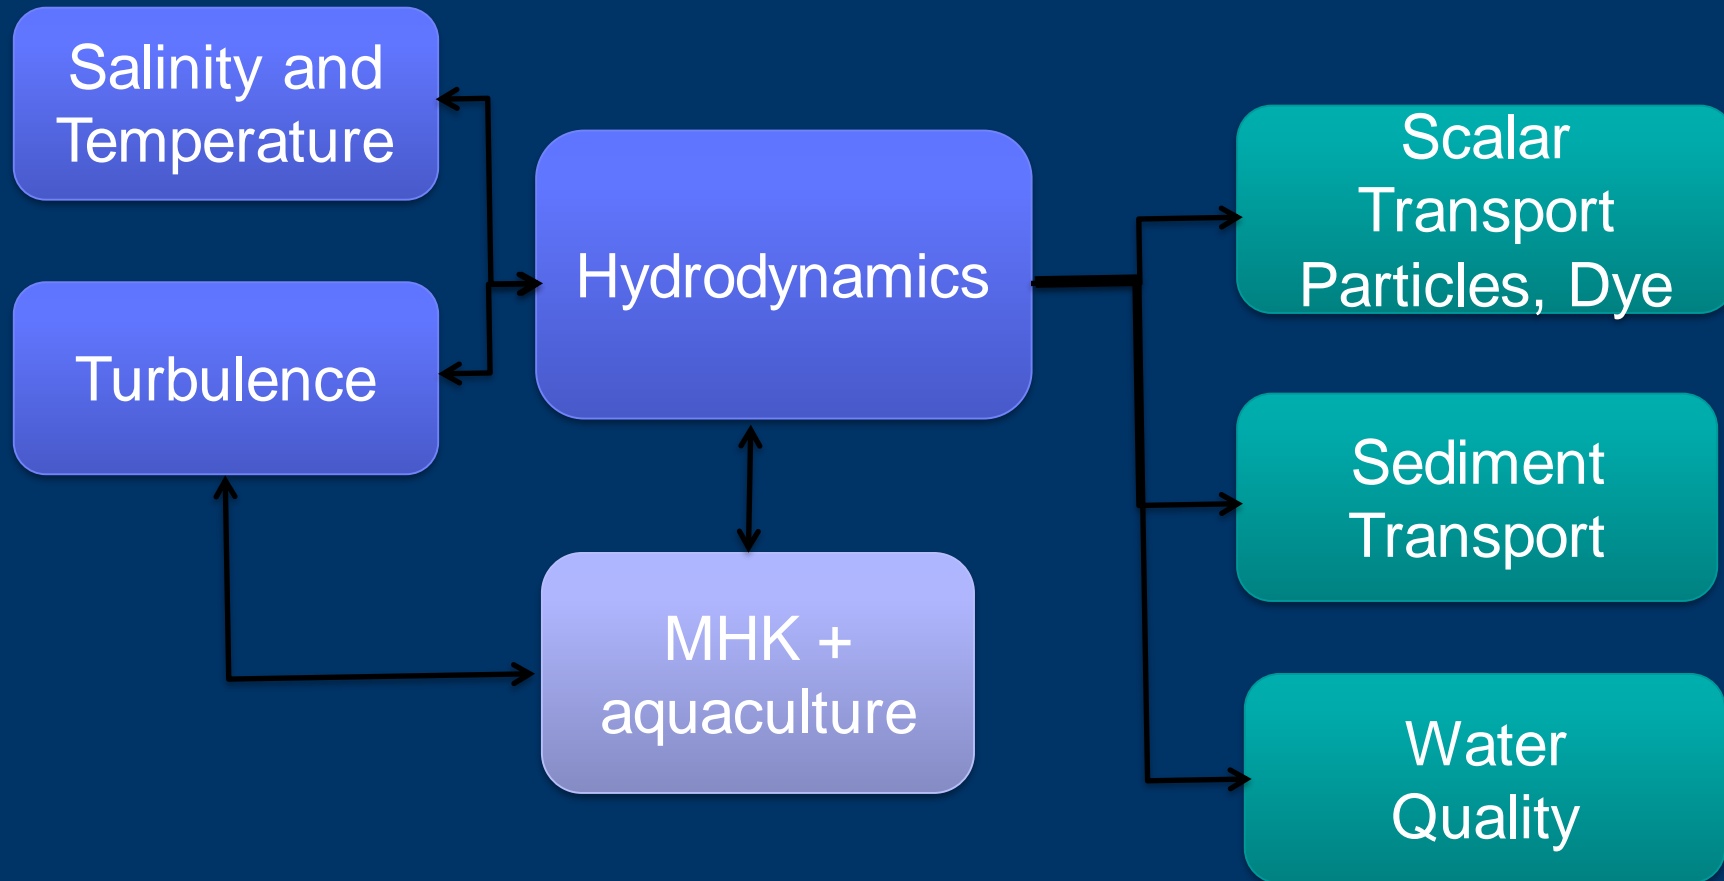 Salinity and
Temperature
Turbulence
Hydrodynamics
MHK +
aquaculture
Scalar
Transport
Particles, Dye
Sediment
Transport
Water
Quality